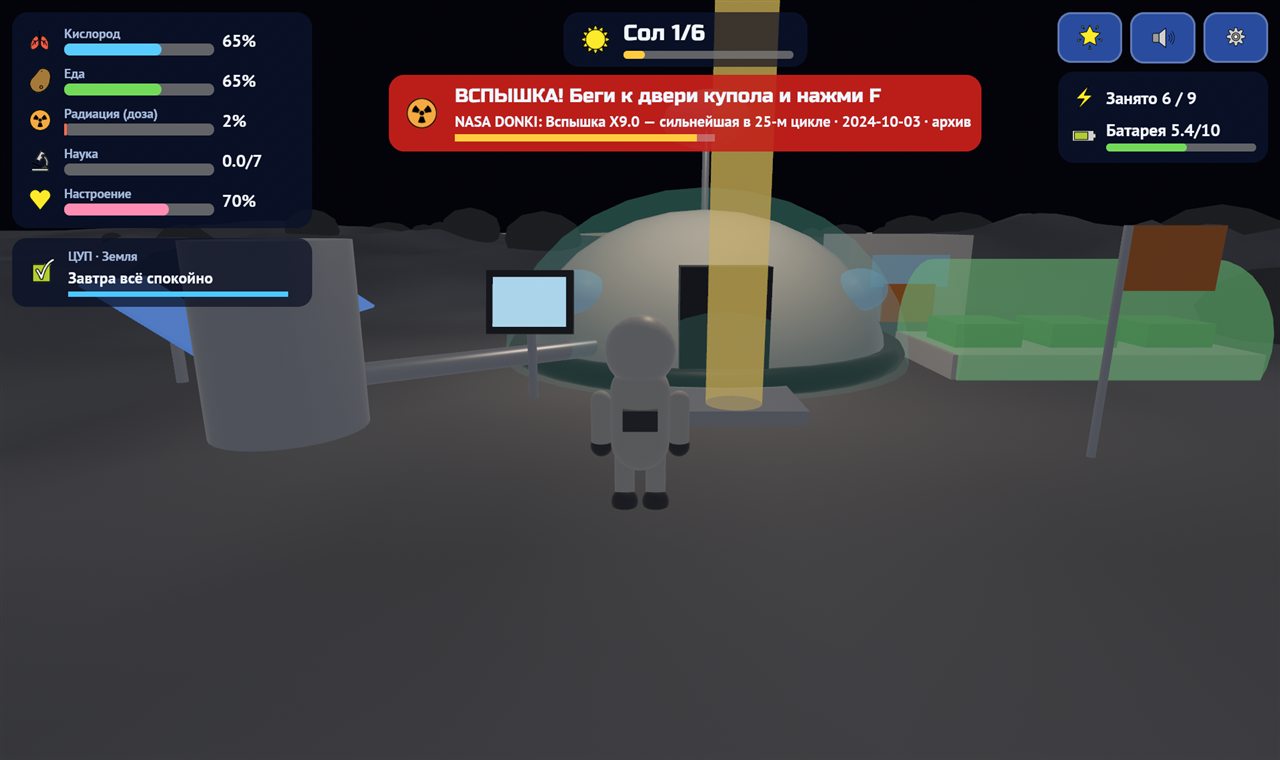 Кислород
65%
Еда
65%
Радиация (доза)
2%
Наука
0.0/7
Настроение
70%
ЦУП · Земля
Завтра всё спокойно
Сол 1/6
ВСПЫШКА! Беги к двери купола и нажми F
NASA DONKI: Вспышка X9.0 — сильнейшая в 25-м цикле · 2024-10-03 · архив
Занято 6 / 9
Батарея 5.4/10